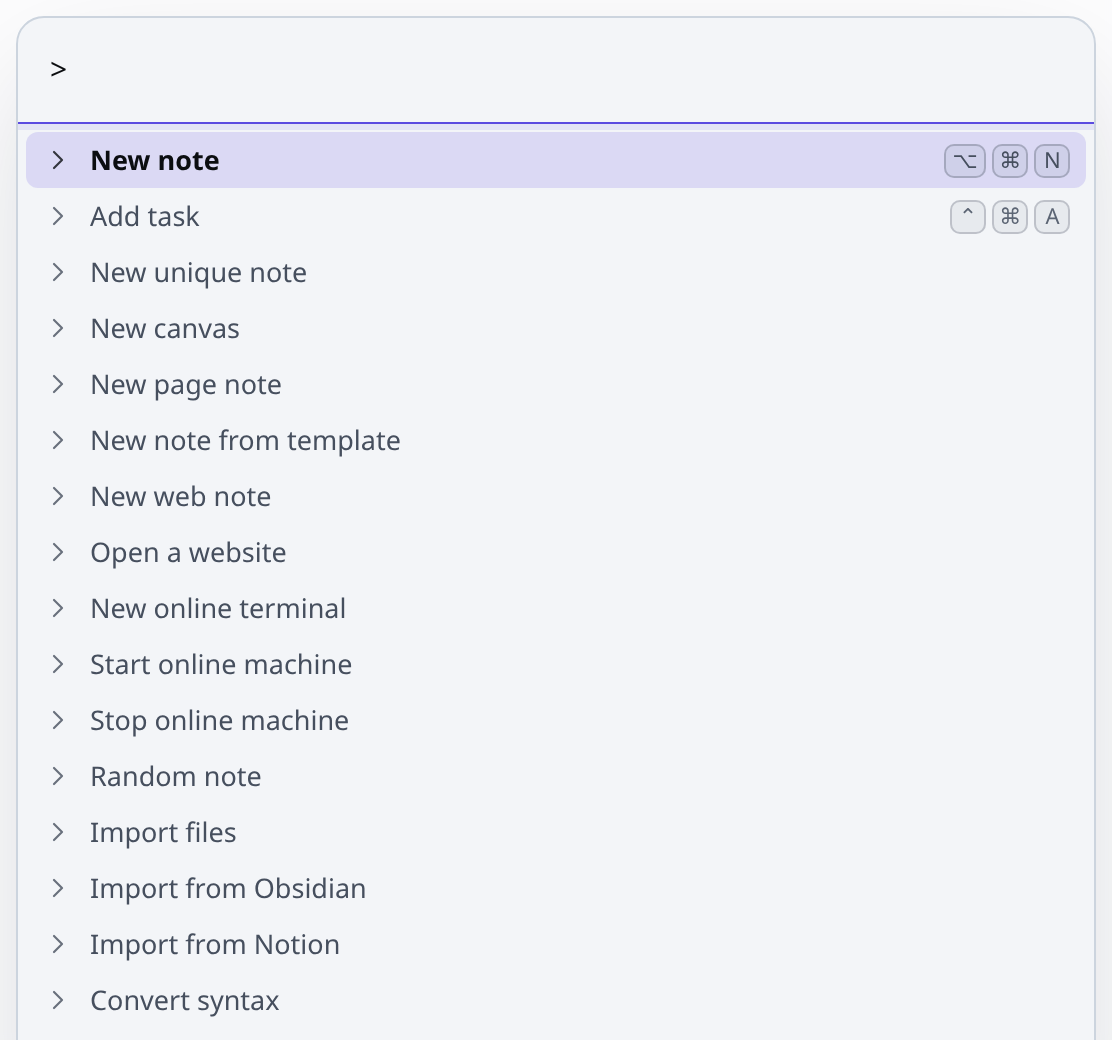 >
New note ⌥ ⌘ N
Add task ⌃ ⌘ A
New unique note
New canvas
New page note
New note from template
New web note
Open a website
New online terminal
Start online machine
Stop online machine
Random note
Import files
Import from Obsidian
Import from Notion
Convert syntax